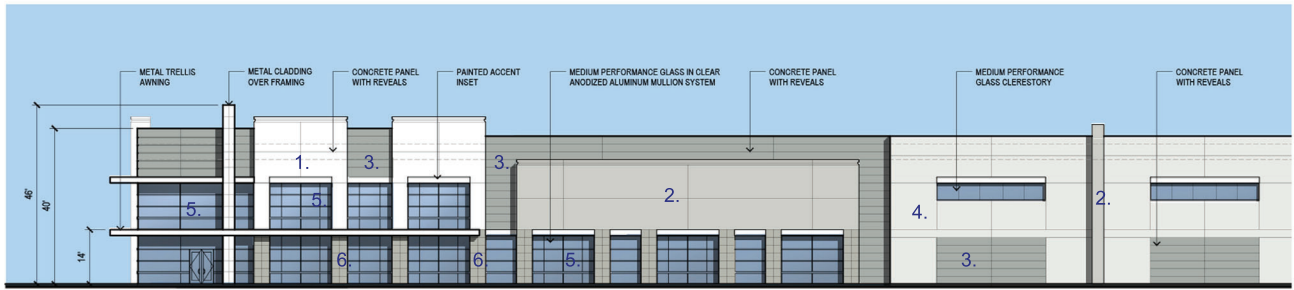 METAL TRELLIS
AWNING
METAL CLADDING
OVER FRAMING
CONCRETE PANEL
WITH REVEALS
PAINTED ACCENT
INSET
MEDIUM PERFORMANCE GLASS IN CLEAR
ANODIZED ALUMINUM MULLION SYSTEM
CONCRETE PANEL
WITH REVEALS
MEDIUM PERFORMANCE
GLASS CLERESTORY
CONCRETE PANEL
WITH REVEALS
46'
40'
14'
1.
3.
3.
2.
2.
5.
5.
4.
6.
6.
5.
3.